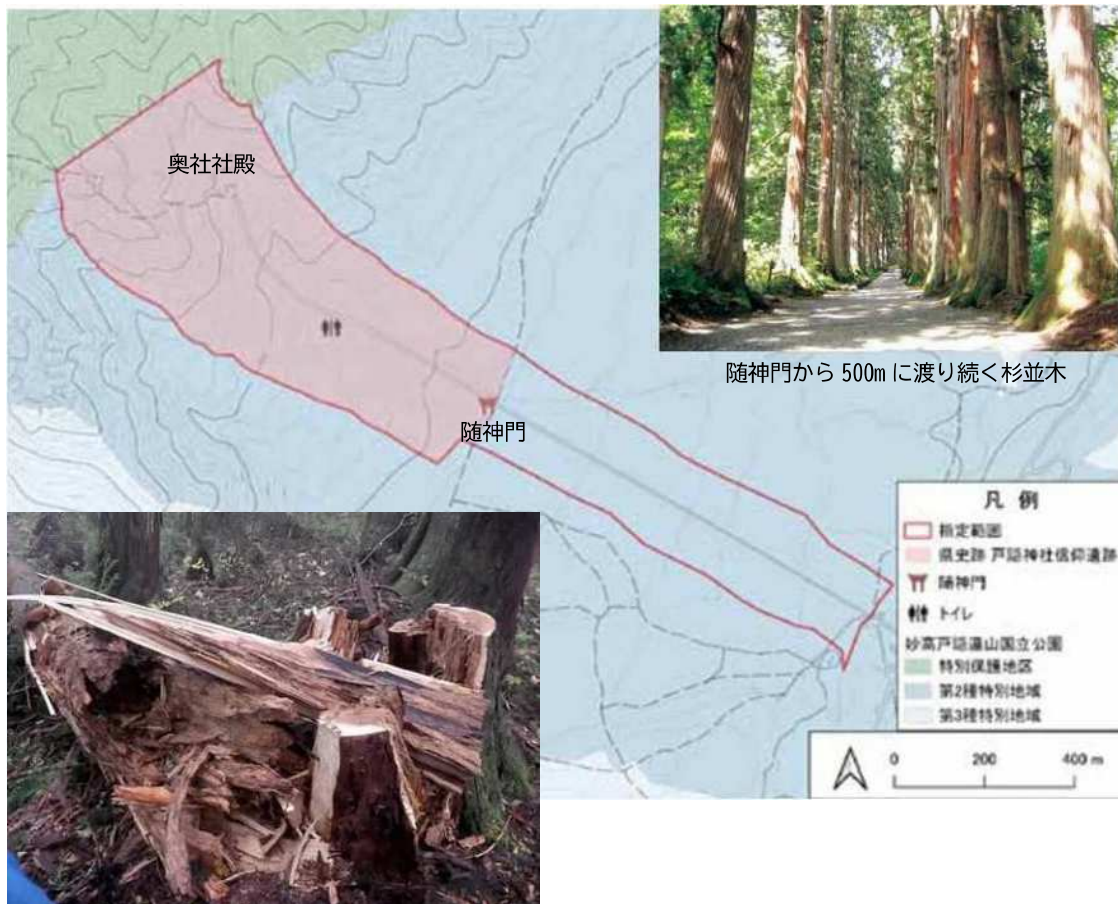 奥社社殿
随神門から 500m に渡り続く杉並木
随神門
凡 例
指定範囲
県史跡 戸隠神社信仰遺跡
随神門
トイレ
妙高戸隠連山国立公園
特別保護地区
第2種特別地域
第3種特別地域
0 200 400 m